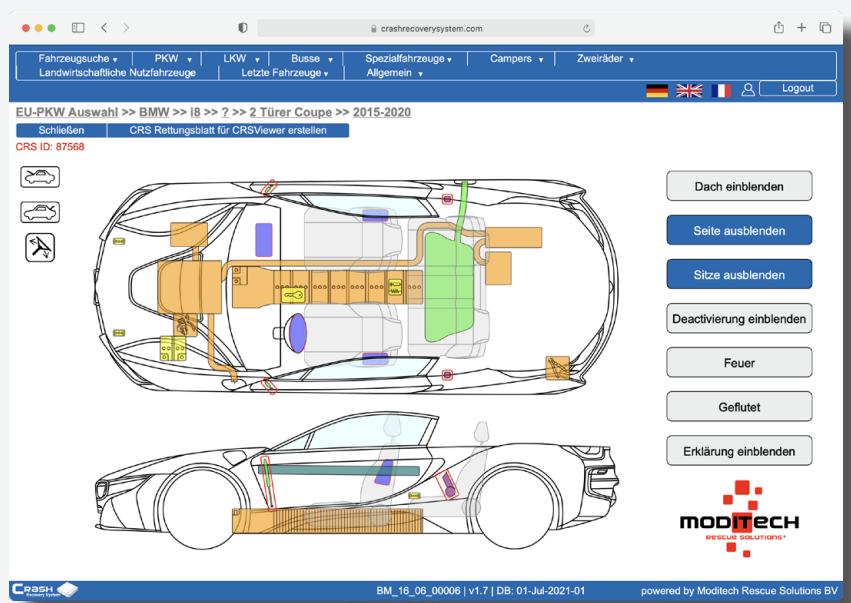 crashrecoverysystem.com
Fahrzeugsuche PKW LKW Busse Spezialfahrzeuge Campers Zweiräder
Landwirtschaftliche Nutzfahrzeuge Letzte Fahrzeuge Allgemein
Logout
EU-PKW Auswahl >> BMW >> i8 >> ? >> 2 Türer Coupe >> 2015-2020
Schließen CRS Rettungsblatt für CRSViewer erstellen
CRS ID: 87568
Dach einblenden
Seite ausblenden
Sitze ausblenden
Deactivierung einblenden
Feuer
Geflutet
Erklärung einblenden
MODITECH
RESCUE SOLUTIONS
CRASH
Recovery System
BM_16_06_00006 | v1.7 | DB: 01-Jul-2021-01
powered by Moditech Rescue Solutions BV